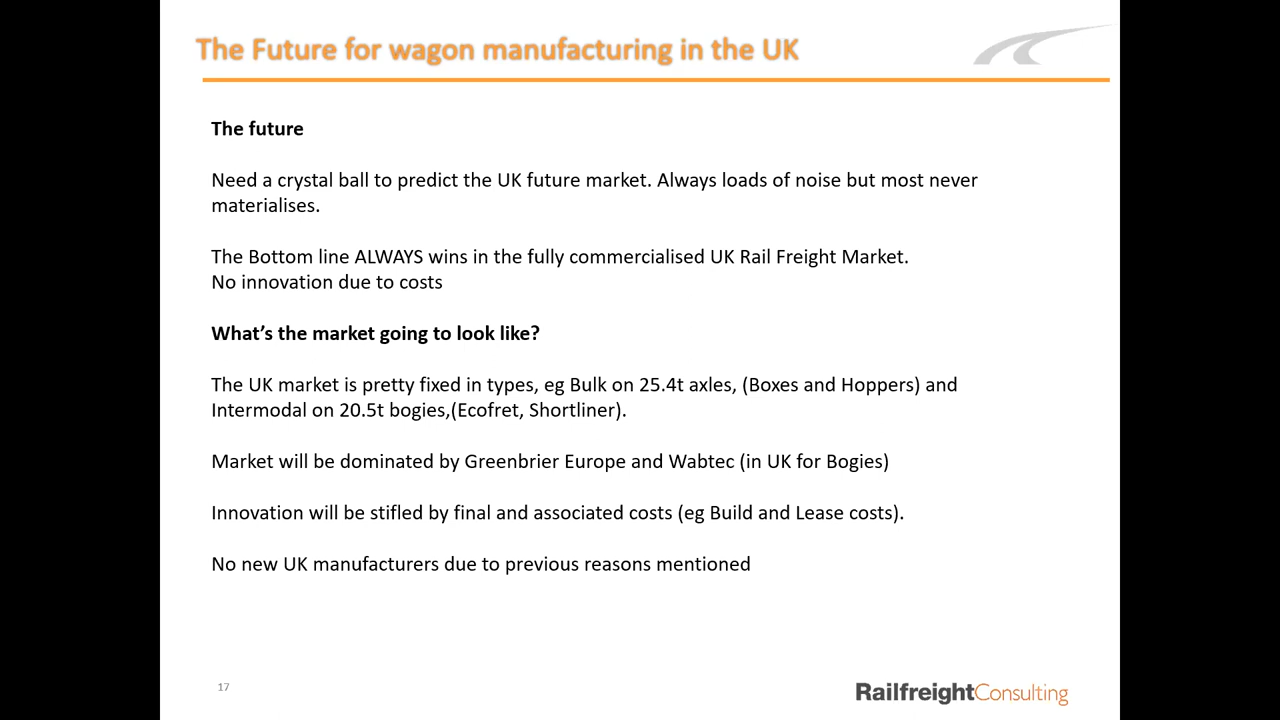 The Future for wagon manufacturing in the UK
The future
Need a crystal ball to predict the UK future market. Always loads of noise but most never
materialises.
The Bottom line ALWAYS wins in the fully commercialised UK Rail Freight Market.
No innovation due to costs
What's the market going to look like?
The UK market is pretty fixed in types, eg Bulk on 25.4t axles, (Boxes and Hoppers) and
Intermodal on 20.5t bogies,(Ecofret, Shortliner).
Market will be dominated by Greenbrier Europe and Wabtec (in UK for Bogies)
Innovation will be stifled by final and associated costs (eg Build and Lease costs).
No new UK manufacturers due to previous reasons mentioned
17
RailfreightConsulting